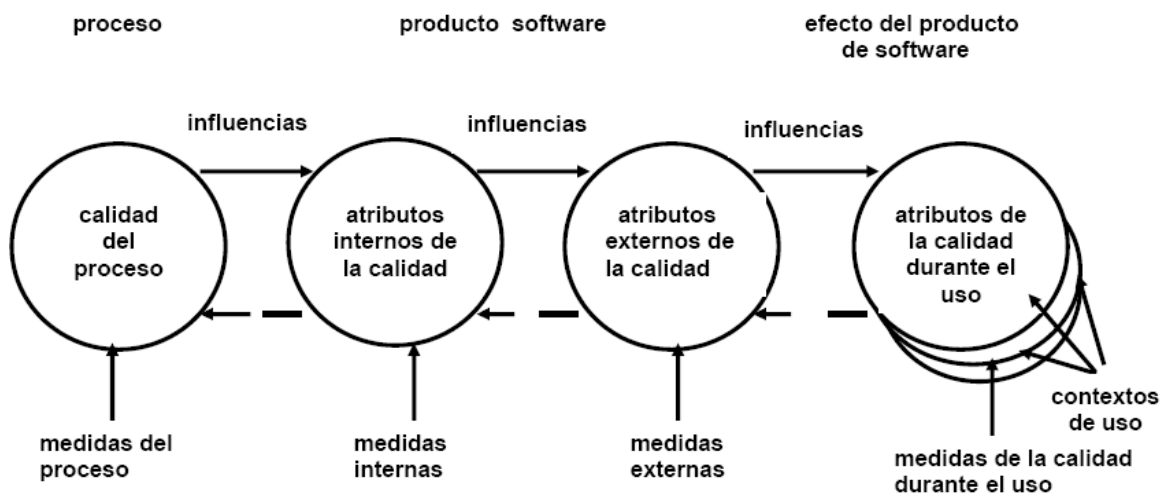 proceso
producto software
efecto del producto
de software
influencias
influencias
influencias
calidad
del
proceso
atributos
internos de
la calidad
atributos
externos de
la calidad
atributos de
la calidad
durante el
uso
contextos
de uso
medidas del
proceso
medidas
internas
medidas
externas
medidas de la calidad
durante el uso